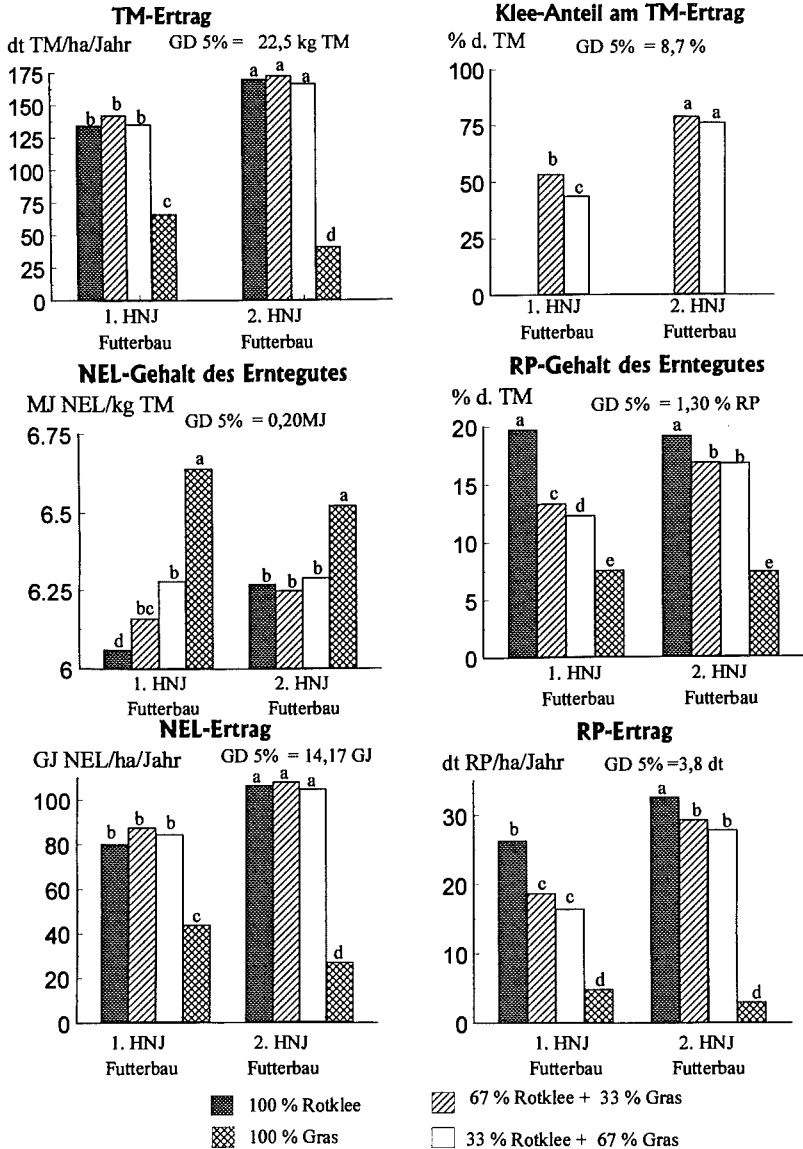 TM-Ertrag
dt TM/ha/Jahr GD 5% = 22,5 kg TM
175
150
125
100
75
50
25
0
b b b c
a a a d
1. HNJ 2. HNJ
Futterbau Futterbau
Klee-Anteil am TM-Ertrag
% d. TM GD 5% = 8,7 %
100
75
50
25
0
b c
a a
1. HNJ 2. HNJ
Futterbau Futterbau
NEL-Gehalt des Erntegutes
MJ NEL/kg TM
GD 5% = 0,20MJ
6.75
6.5
6.25
6
d bc b a
b b b a
1. HNJ 2. HNJ
Futterbau Futterbau
RP-Gehalt des Erntegutes
% d. TM GD 5% = 1,30 % RP
20
15
10
5
0
a c d e
a b b e
1. HNJ 2. HNJ
Futterbau Futterbau
NEL-Ertrag
GJ NEL/ha/Jahr GD 5% = 14,17 GJ
100
80
60
40
20
0
b b b c
a a a d
1. HNJ 2. HNJ
Futterbau Futterbau
RP-Ertrag
dt RP/ha/Jahr GD 5% =3,8 dt
30
20
10
0
b c c d
a b b d
1. HNJ 2. HNJ
Futterbau Futterbau
100 % Rotklee 67 % Rotklee + 33 % Gras
100 % Gras 33 % Rotklee + 67 % Gras